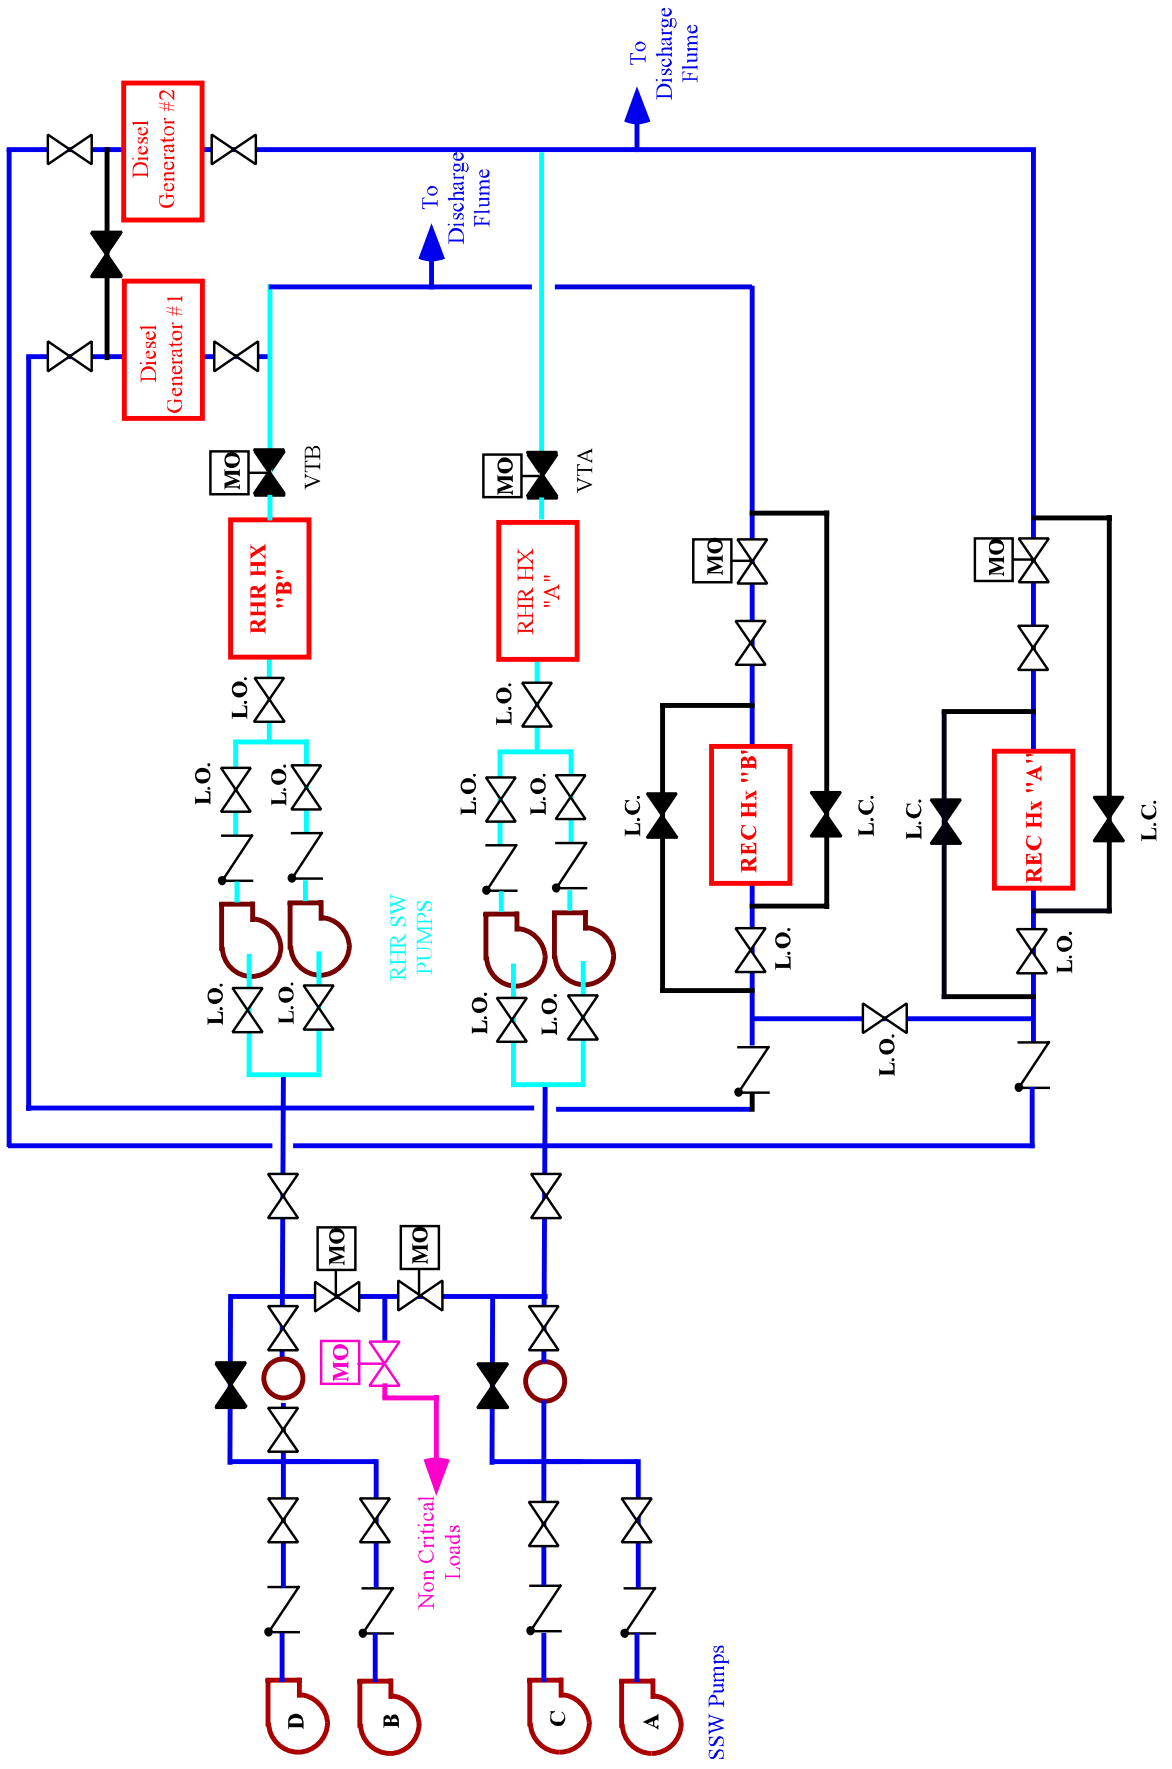 Diesel
Generator #2
To
Discharge
Flume
Diesel
Generator #1
To
Discharge
Flume
MO
VTB
MO
VTA
RHR HX
"B"
RHR HX
"A"
MO
MO
L.O.
L.O.
L.O.
L.O.
L.O.
L.O.
L.C.
REC Hx "B'
L.C.
L.C.
REC Hx "A"
L.C.
RHR SW
PUMPS
L.O.
L.O.
L.O.
L.O.
L.O.
L.O.
L.O.
MO
MO
MO
Non Critical
Loads
D
B
C
A
SSW Pumps